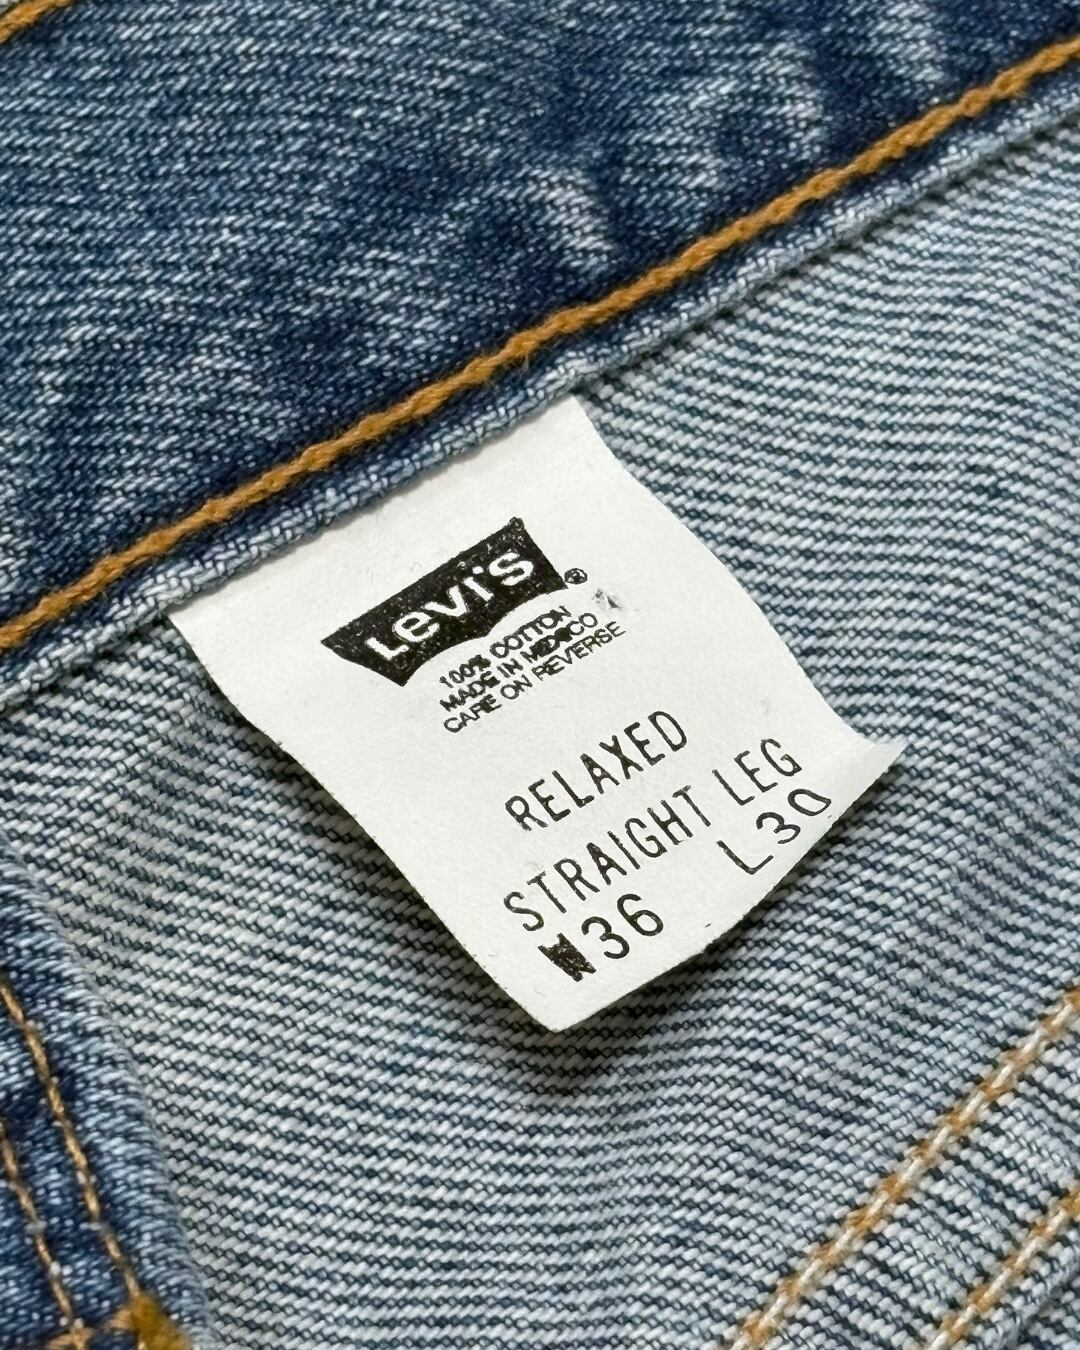 Levi's®
100% COTTON
MADE IN MEXICO
CARE ON REVERSE
RELAXED
STRAIGHT LEG
W36 L30